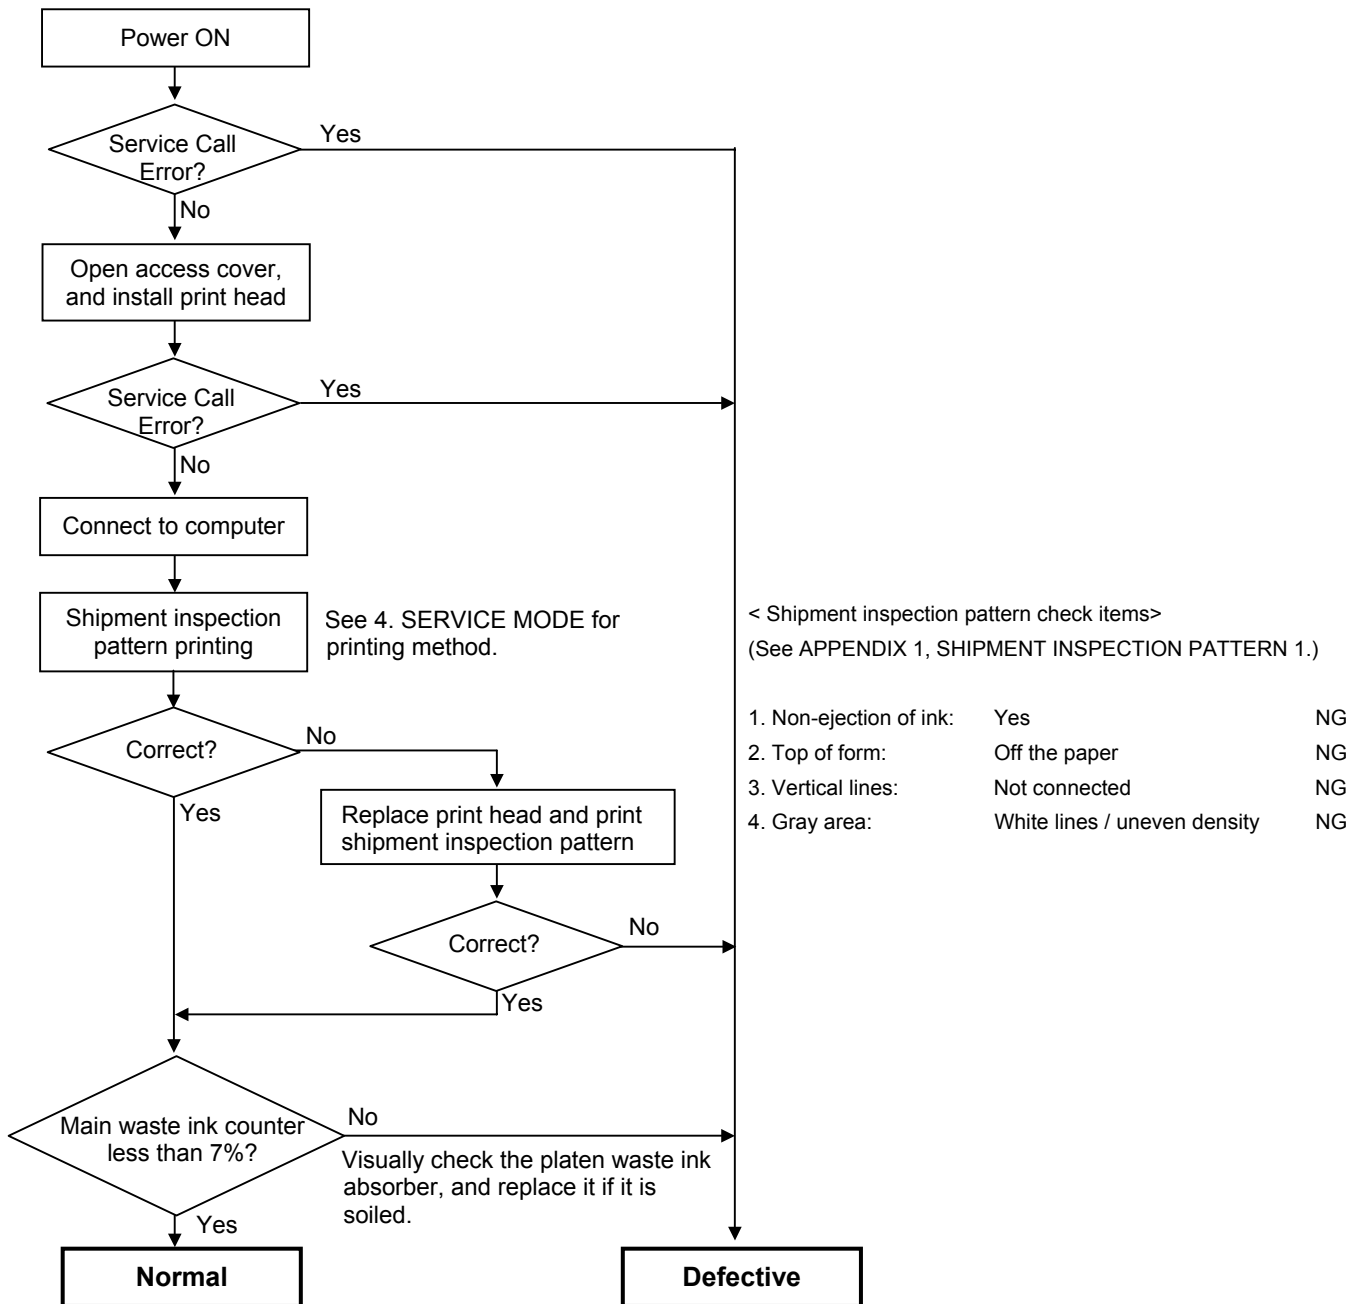 Power ON
Service Call
Error?
Yes
No
Open access cover,
and install print head
Service Call
Error?
Yes
No
Connect to computer
Shipment inspection
pattern printing
See 4. SERVICE MODE for
printing method.
Correct?
No
Yes
Replace print head and print
shipment inspection pattern
Correct?
No
Yes
Main waste ink counter
less than 7%?
No
Visually check the platen waste ink
absorber, and replace it if it is
soiled.
Yes
Normal
Defective
< Shipment inspection pattern check items>
(See APPENDIX 1, SHIPMENT INSPECTION PATTERN 1.)
1. Non-ejection of ink: Yes NG
2. Top of form: Off the paper NG
3. Vertical lines: Not connected NG
4. Gray area: White lines / uneven density NG